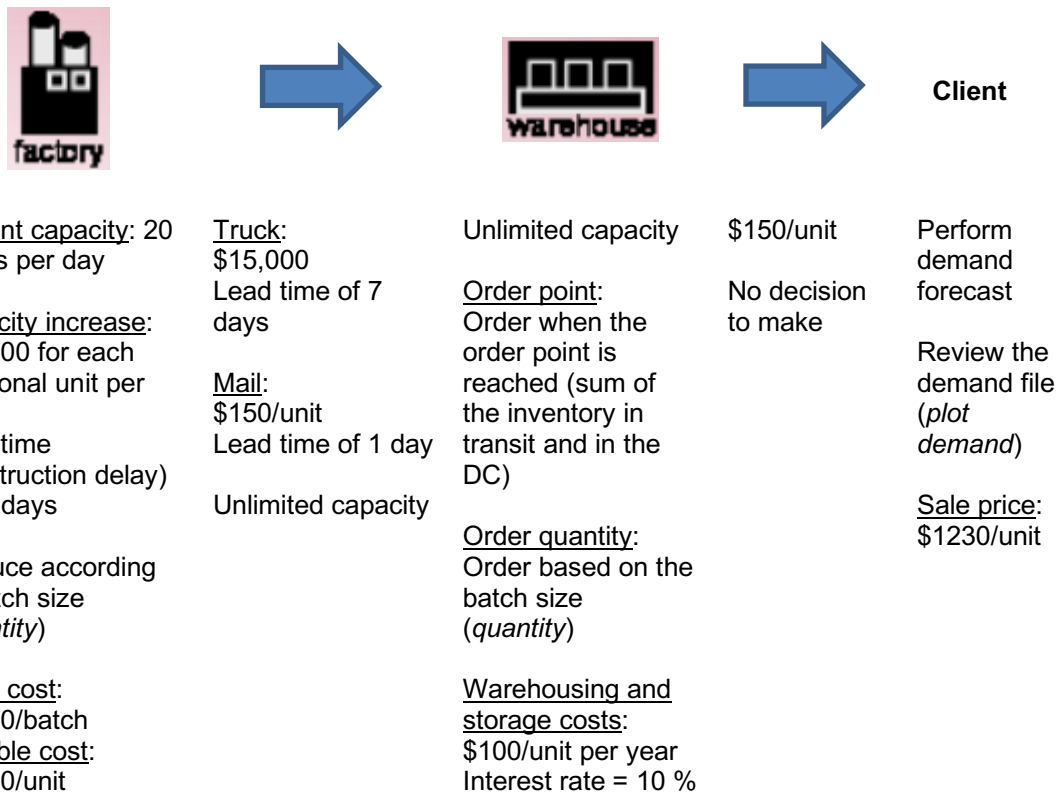 factory
warehouse
Client
nt capacity: 20
s per day
city increase:
00 for each
onal unit per
time
truction delay)
days
uce according
tch size
ntity)
cost:
0/batch
ble cost:
0/unit
Truck:
$15,000
Lead time of 7
days
Mail:
$150/unit
Lead time of 1 day
Unlimited capacity
Unlimited capacity
Order point:
Order when the
order point is
reached (sum of
the inventory in
transit and in the
DC)
Order quantity:
Order based on the
batch size
(quantity)
Warehousing and
storage costs:
$100/unit per year
Interest rate = 10 %
$150/unit
No decision
to make
Perform
demand
forecast
Review the
demand file
(plot
demand)
Sale price:
$1230/unit